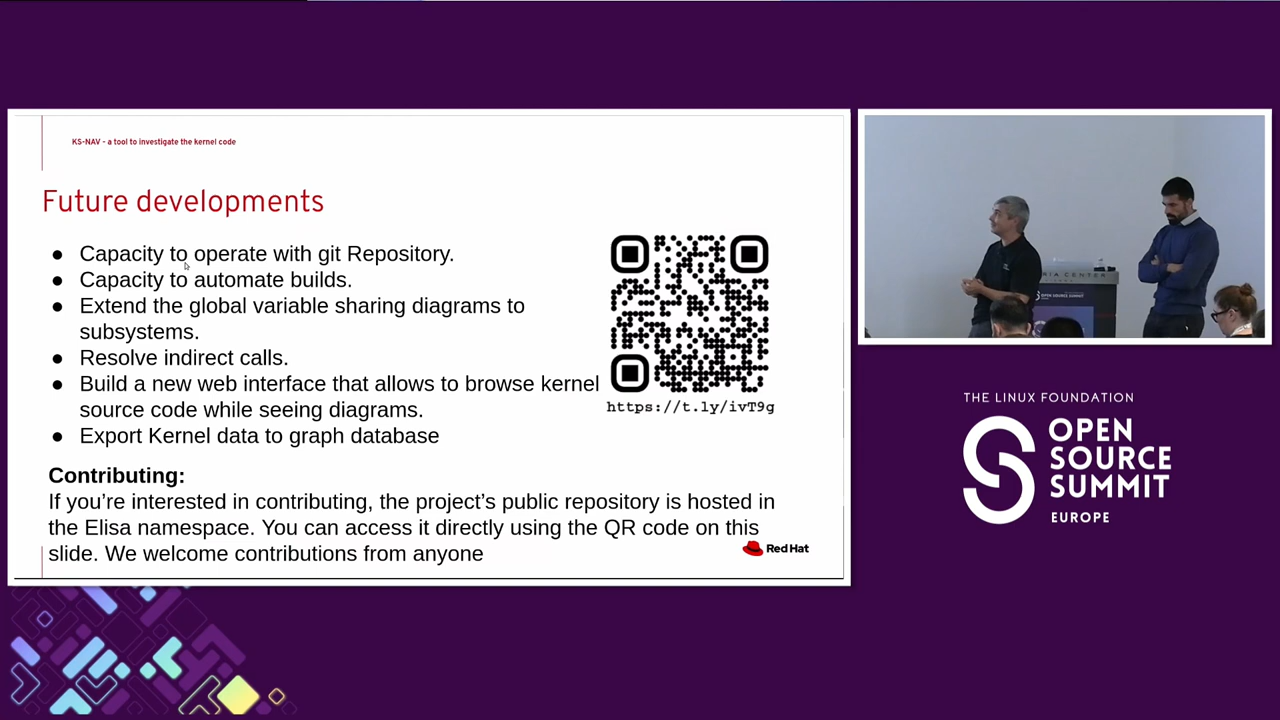 KS-NAV - a tool to investigate the kernel code
Future developments
● Capacity to operate with git Repository.
● Capacity to automate builds.
● Extend the global variable sharing diagrams to
subsystems.
● Resolve indirect calls.
● Build a new web interface that allows to browse kernel
source code while seeing diagrams.
● Export Kernel data to graph database
https://t.ly/ivT9g
Contributing:
If you’re interested in contributing, the project’s public repository is hosted in
the Elisa namespace. You can access it directly using the QR code on this
slide. We welcome contributions from anyone
Red Hat
CENTER
OPEN SOURCE SUMMIT
THE LINUX FOUNDATION
OPEN
SOURCE
SUMMIT
EUROPE